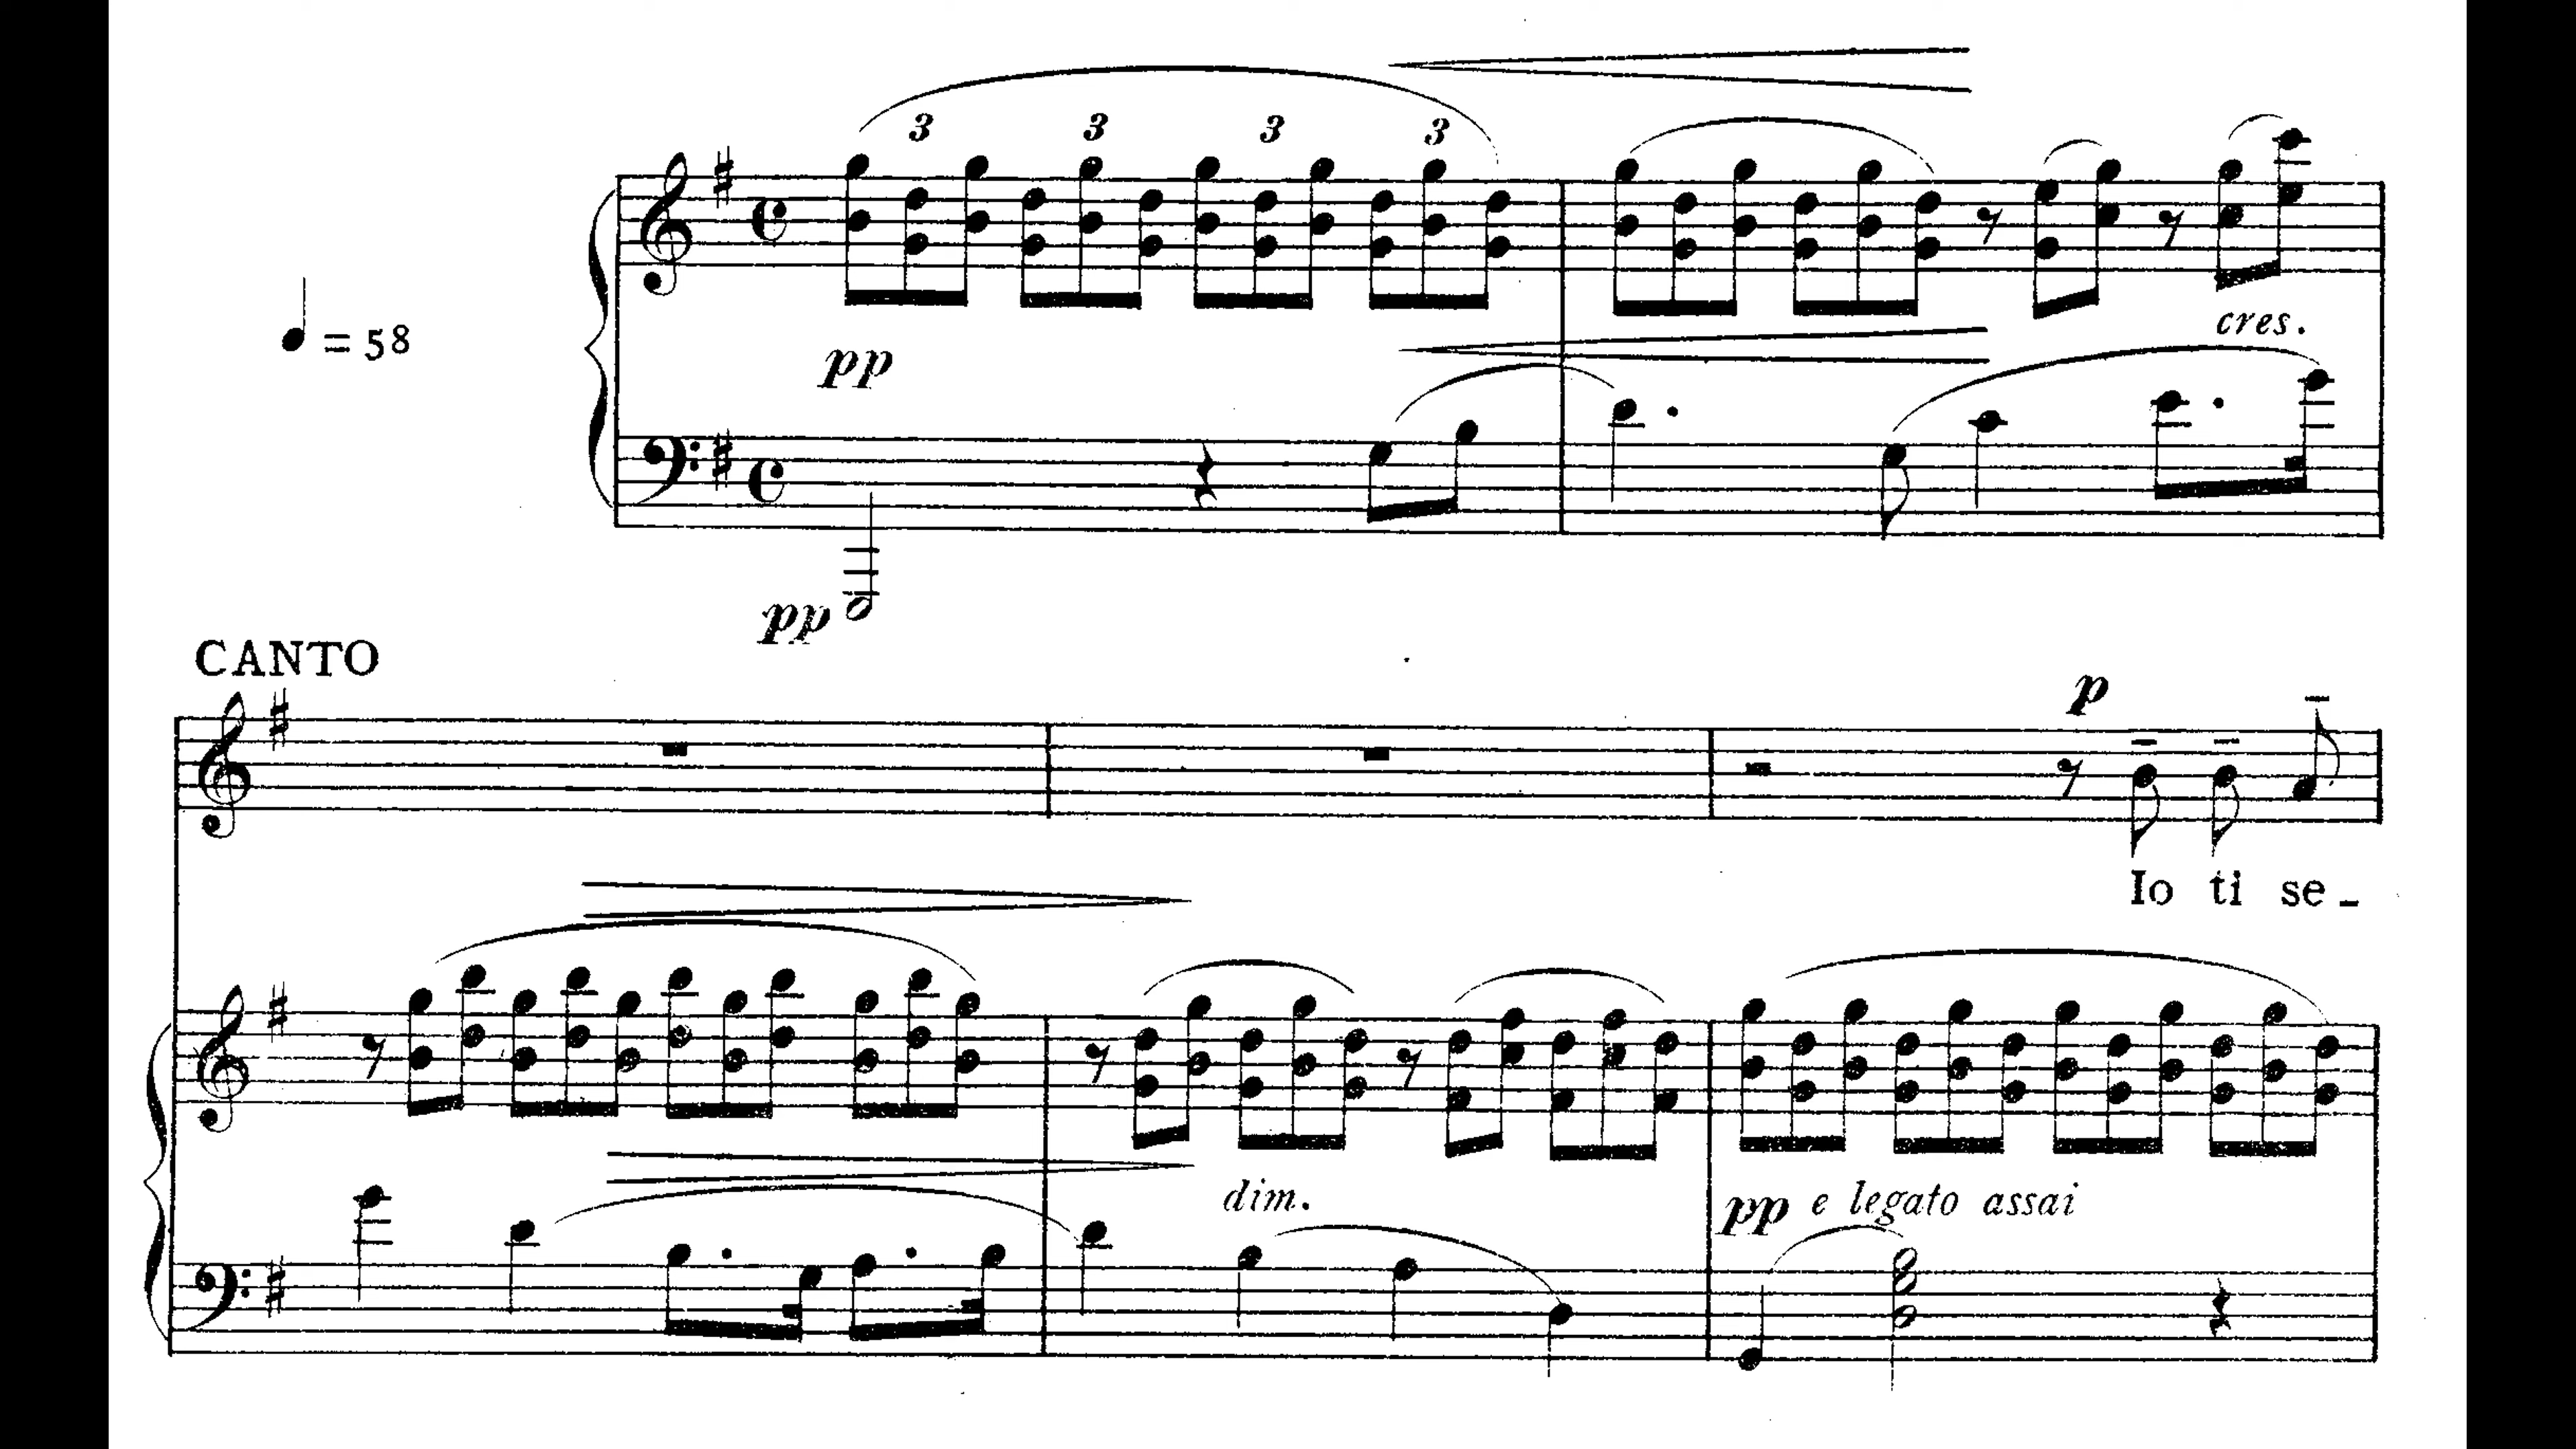 3 3 3 3
♩ = 58
cres.
pp
pp
CANTO
p
Io ti se_
dim.
pp e legato assai